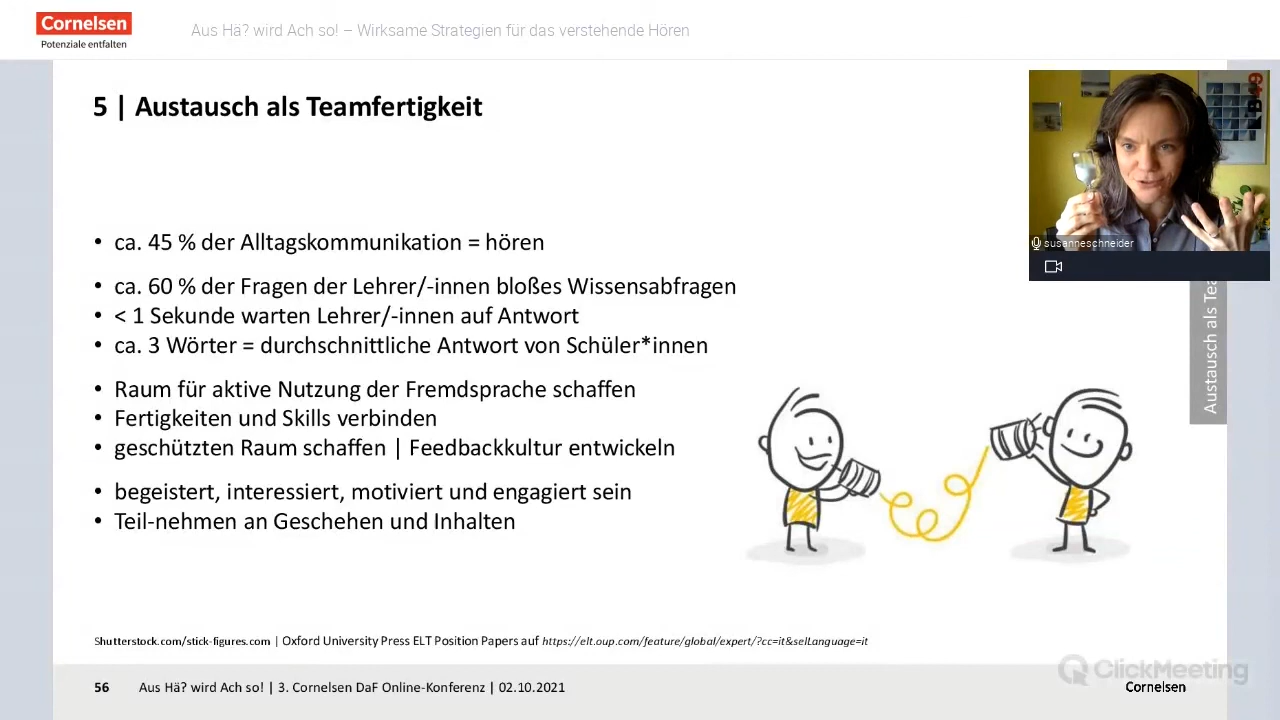 Cornelsen
Potenziale entfalten
Aus Hä? wird Ach so! – Wirksame Strategien für das verstehende Hören
5 | Austausch als Teamfertigkeit
• ca. 45 % der Alltagskommunikation = hören
• ca. 60 % der Fragen der Lehrer/-innen bloßes Wissensabfragen
• < 1 Sekunde warten Lehrer/-innen auf Antwort
• ca. 3 Wörter = durchschnittliche Antwort von Schüler*innen
• Raum für aktive Nutzung der Fremdsprache schaffen
• Fertigkeiten und Skills verbinden
• geschützten Raum schaffen | Feedbackkultur entwickeln
• begeistert, interessiert, motiviert und engagiert sein
• Teil-nehmen an Geschehen und Inhalten
susanneschneider
Austausch als Tea
Shutterstock.com/stick-figures.com | Oxford University Press ELT Position Papers auf https://elt.oup.com/feature/global/expert/?cc=it&selLanguage=it
ClickMeeting
56 Aus Hä? wird Ach so! | 3. Cornelsen DaF Online-Konferenz | 02.10.2021
Cornelsen